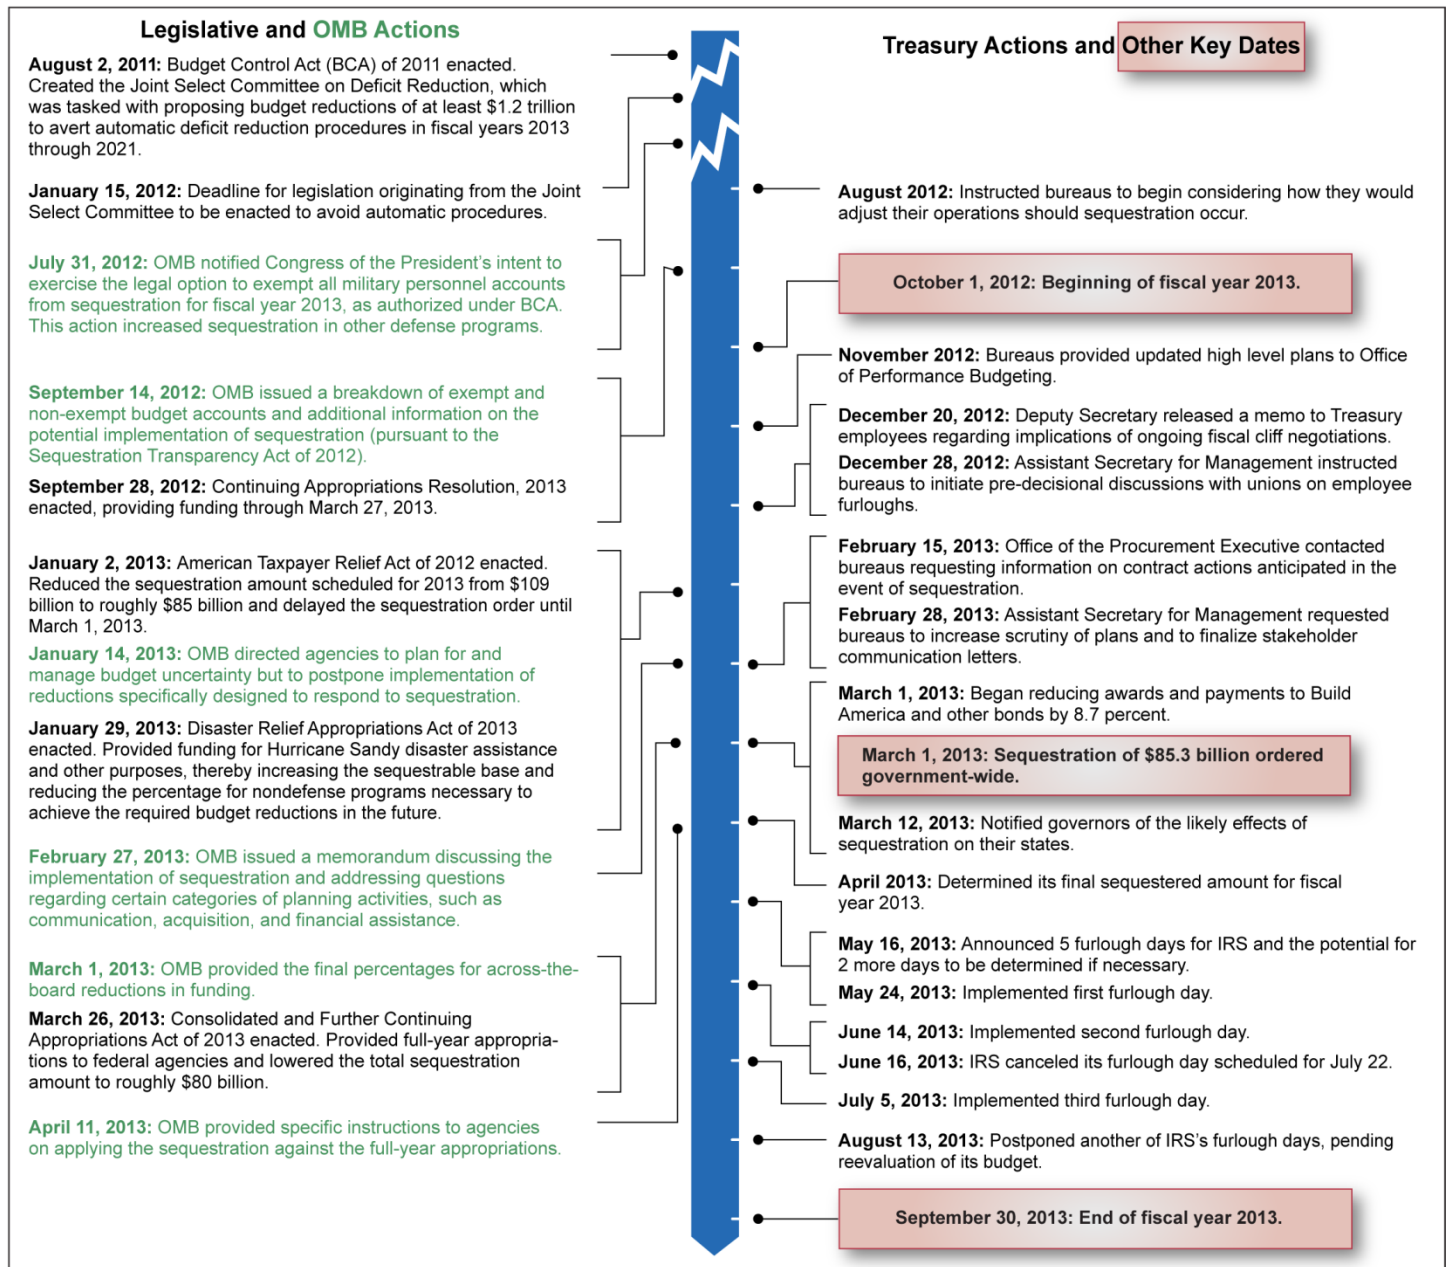 Legislative and OMB Actions
August 2, 2011: Budget Control Act (BCA) of 2011 enacted.
Created the Joint Select Committee on Deficit Reduction, which
was tasked with proposing budget reductions of at least $1.2 trillion
to avert automatic deficit reduction procedures in fiscal years 2013
through 2021.
January 15, 2012: Deadline for legislation originating from the Joint
Select Committee to be enacted to avoid automatic procedures.
July 31, 2012: OMB notified Congress of the President’s intent to
exercise the legal option to exempt all military personnel accounts
from sequestration for fiscal year 2013, as authorized under BCA.
This action increased sequestration in other defense programs.
September 14, 2012: OMB issued a breakdown of exempt and
non-exempt budget accounts and additional information on the
potential implementation of sequestration (pursuant to the
Sequestration Transparency Act of 2012).
September 28, 2012: Continuing Appropriations Resolution, 2013
enacted, providing funding through March 27, 2013.
January 2, 2013: American Taxpayer Relief Act of 2012 enacted.
Reduced the sequestration amount scheduled for 2013 from $109
billion to roughly $85 billion and delayed the sequestration order until
March 1, 2013.
January 14, 2013: OMB directed agencies to plan for and
manage budget uncertainty but to postpone implementation of
reductions specifically designed to respond to sequestration.
January 29, 2013: Disaster Relief Appropriations Act of 2013
enacted. Provided funding for Hurricane Sandy disaster assistance
and other purposes, thereby increasing the sequestrable base and
reducing the percentage for nondefense programs necessary to
achieve the required budget reductions in the future.
February 27, 2013: OMB issued a memorandum discussing the
implementation of sequestration and addressing questions
regarding certain categories of planning activities, such as
communication, acquisition, and financial assistance.
March 1, 2013: OMB provided the final percentages for across-the-
board reductions in funding.
March 26, 2013: Consolidated and Further Continuing
Appropriations Act of 2013 enacted. Provided full-year appropria-
tions to federal agencies and lowered the total sequestration
amount to roughly $80 billion.
April 11, 2013: OMB provided specific instructions to agencies
on applying the sequestration against the full-year appropriations.
Treasury Actions and Other Key Dates
August 2012: Instructed bureaus to begin considering how they would
adjust their operations should sequestration occur.
October 1, 2012: Beginning of fiscal year 2013.
November 2012: Bureaus provided updated high level plans to Office
of Performance Budgeting.
December 20, 2012: Deputy Secretary released a memo to Treasury
employees regarding implications of ongoing fiscal cliff negotiations.
December 28, 2012: Assistant Secretary for Management instructed
bureaus to initiate pre-decisional discussions with unions on employee
furloughs.
February 15, 2013: Office of the Procurement Executive contacted
bureaus requesting information on contract actions anticipated in the
event of sequestration.
February 28, 2013: Assistant Secretary for Management requested
bureaus to increase scrutiny of plans and to finalize stakeholder
communication letters.
March 1, 2013: Began reducing awards and payments to Build
America and other bonds by 8.7 percent.
March 1, 2013: Sequestration of $85.3 billion ordered
government-wide.
March 12, 2013: Notified governors of the likely effects of
sequestration on their states.
April 2013: Determined its final sequestered amount for fiscal
year 2013.
May 16, 2013: Announced 5 furlough days for IRS and the potential for
2 more days to be determined if necessary.
May 24, 2013: Implemented first furlough day.
June 14, 2013: Implemented second furlough day.
June 16, 2013: IRS canceled its furlough day scheduled for July 22.
July 5, 2013: Implemented third furlough day.
August 13, 2013: Postponed another of IRS’s furlough days, pending
reevaluation of its budget.
September 30, 2013: End of fiscal year 2013.